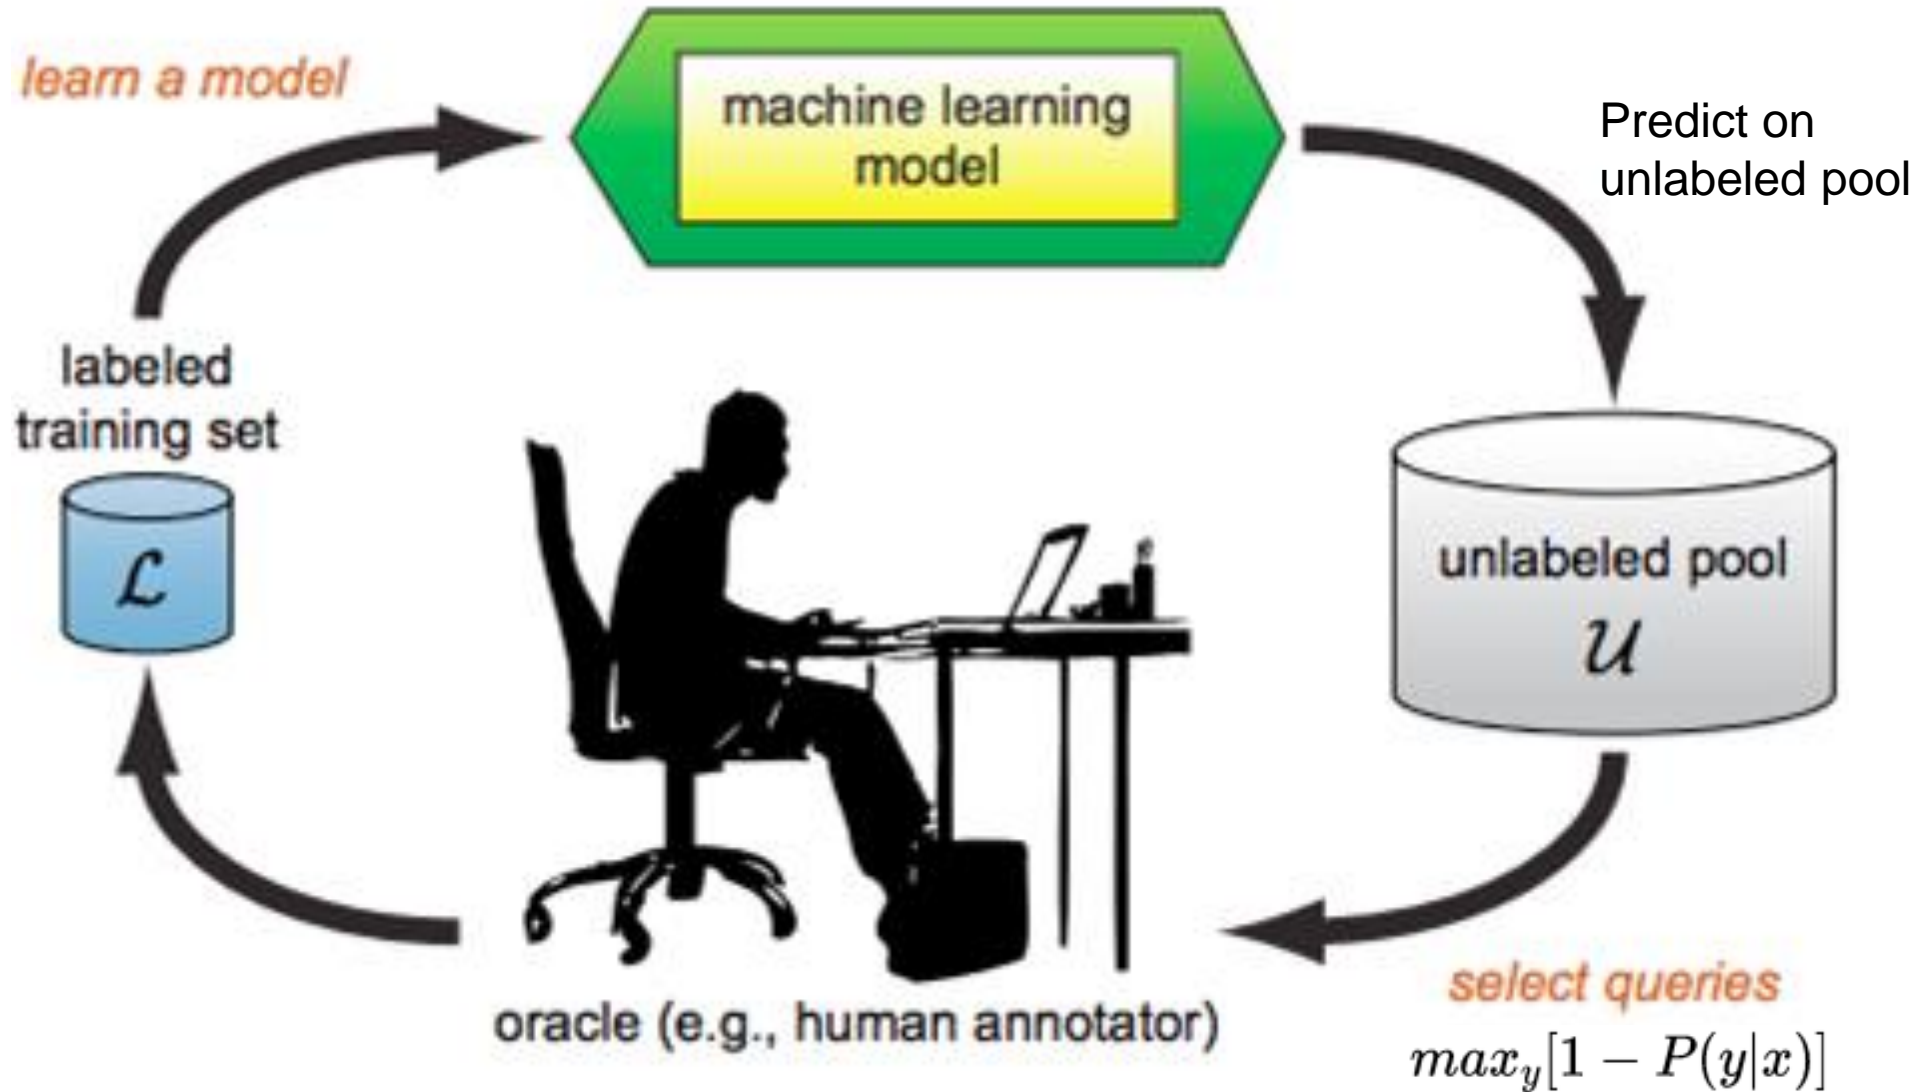 learn a model
machine learning
model
Predict on
unlabeled pool
labeled
training set
ℒ
unlabeled pool
𝒰
oracle (e.g., human annotator)
select queries
max_y[1 − P(y|x)]